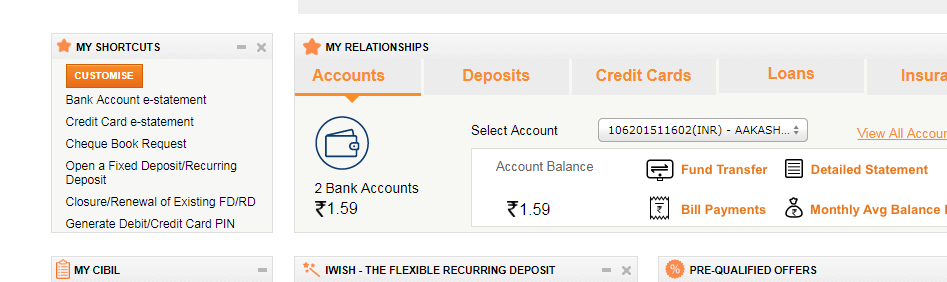 MY SHORTCUTS
CUSTOMISE
Bank Account e-statement
Credit Card e-statement
Cheque Book Request
Open a Fixed Deposit/Recurring
Deposit
Closure/Renewal of Existing FD/RD
Generate Debit/Credit Card PIN
MY RELATIONSHIPS
Accounts Deposits Credit Cards Loans
2 Bank Accounts
₹1.59
Select Account 106201511602(INR) - AAKASH... View All
Account Balance
₹1.59
Fund Transfer Detailed Statement
Bill Payments Monthly Avg Balance
MY CIBIL
IWISH - THE FLEXIBLE RECURRING DEPOSIT
% PRE-QUALIFIED OFFERS